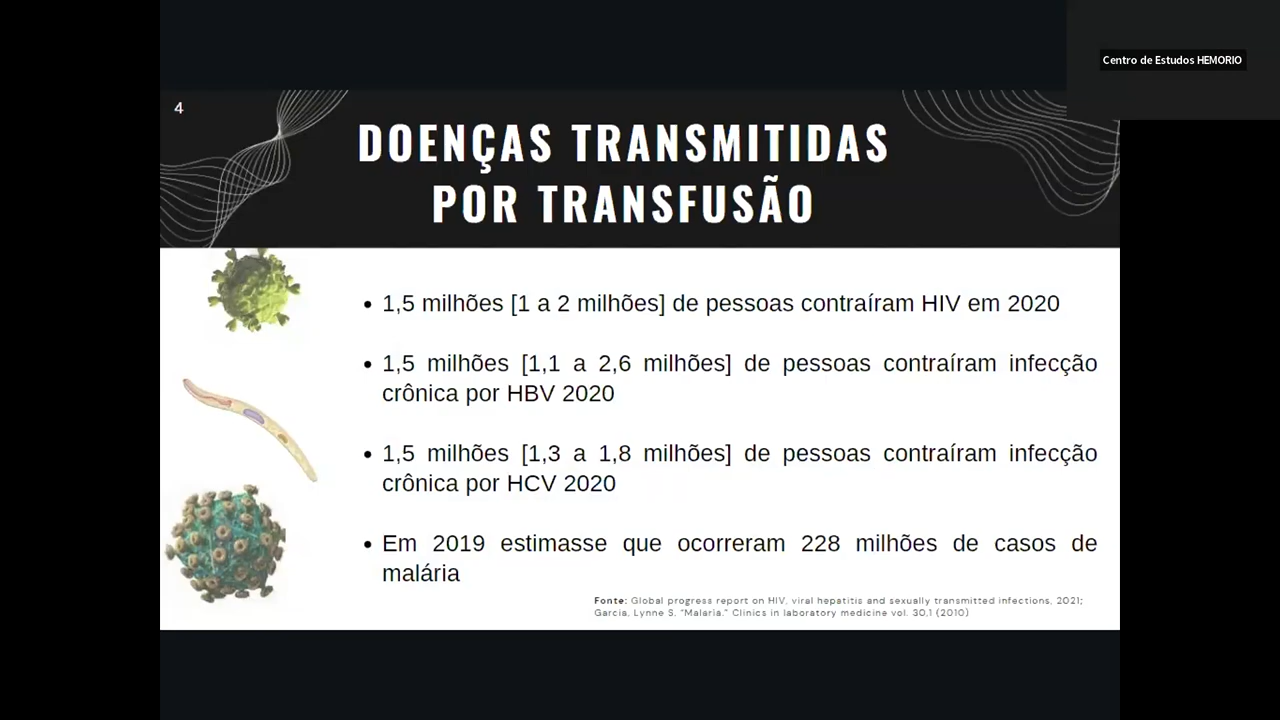 Centro de Estudos HEMORIO
4
DOENÇAS TRANSMITIDAS
POR TRANSFUSÃO
• 1,5 milhões [1 a 2 milhões] de pessoas contraíram HIV em 2020
• 1,5 milhões [1,1 a 2,6 milhões] de pessoas contraíram infecção
crônica por HBV 2020
• 1,5 milhões [1,3 a 1,8 milhões] de pessoas contraíram infecção
crônica por HCV 2020
• Em 2019 estimasse que ocorreram 228 milhões de casos de
malária
Fonte: Global progress report on HIV, viral hepatitis and sexually transmitted infections, 2021;
Garcia, Lynne S. “Malaria.” Clinics in laboratory medicine vol. 30,1 (2010)